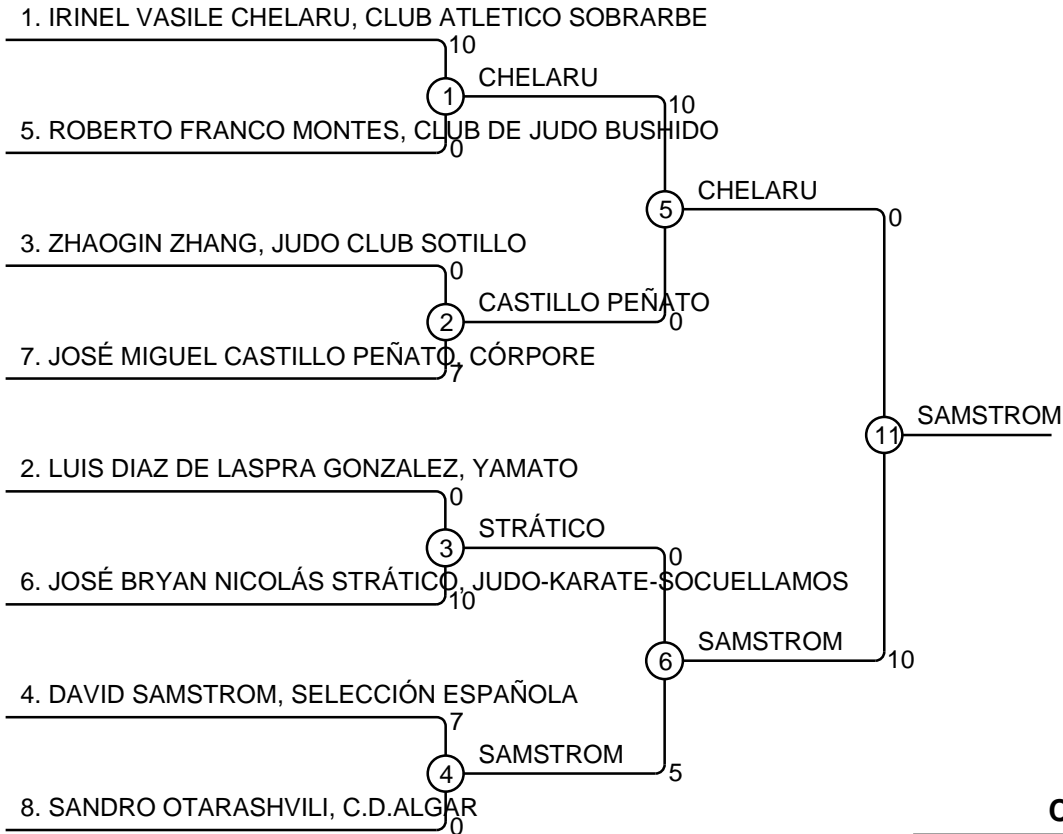 1. IRINEL VASILE CHELARU, CLUB ATLETICO SOBRARBE
10
1
CHELARU
10
5. ROBERTO FRANCO MONTES, CLUB DE JUDO BUSHIDO
0
5
CHELARU
0
3. ZHAOGIN ZHANG, JUDO CLUB SOTILLO
0
2
CASTILLO PEÑATO
0
7. JOSÉ MIGUEL CASTILLO PEÑATO, CÓRPORE
7
11
SAMSTROM
2. LUIS DIAZ DE LASPRA GONZALEZ, YAMATO
0
3
STRÁTICO
0
6. JOSÉ BRYAN NICOLÁS STRÁTICO, JUDO-KARATE-SOCUELLAMOS
10
6
SAMSTROM
10
4. DAVID SAMSTROM, SELECCIÓN ESPAÑOLA
7
4
SAMSTROM
5
8. SANDRO OTARASHVILI, C.D.ALGAR
0